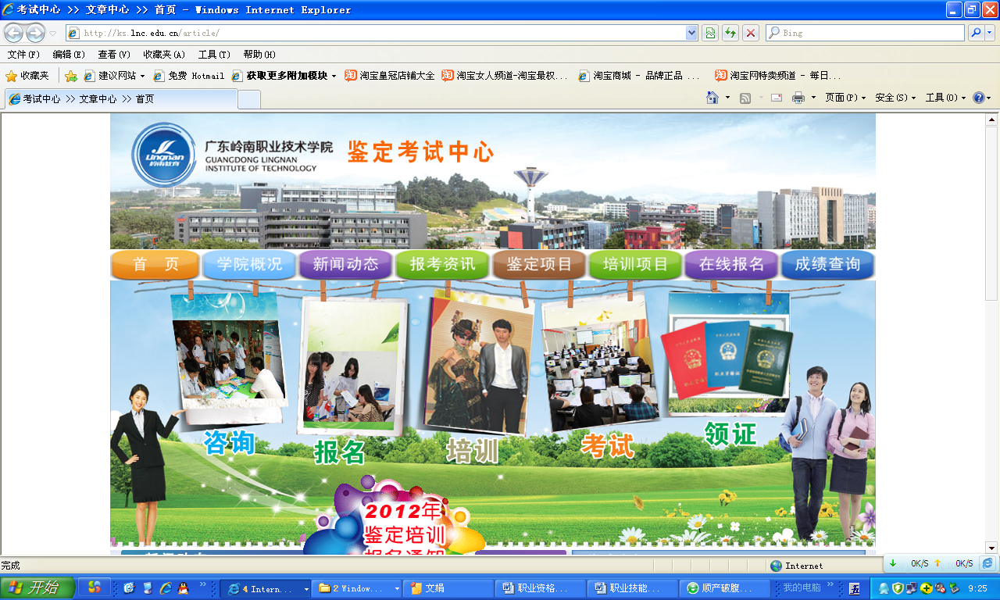 考试中心 >> 文章中心 >> 首页 - Windows Internet Explorer
http://ks.lnc.edu.cn/article/
Bing
文件(F) 编辑(E) 查看(V) 收藏夹(A) 工具(T) 帮助(H)
收藏夹 建议网站 免费 Hotmail 获取更多附加模块 淘宝皇冠店铺大全 淘宝女人频道-淘宝最权... 淘宝商城 - 品牌正品 ... 淘宝网特卖频道 - 每日...
考试中心 >> 文章中心 >> 首页
页面(P) 安全(S) 工具(O)
Lingnan
岭南教育
广东岭南职业技术学院
GUANGDONG LINGNAN
INSTITUTE OF TECHNOLOGY
鉴定考试中心
首 页 学院概况 新闻动态 报考资讯 鉴定项目 培训项目 在线报名 成绩查询
咨询 报名 培训 考试 领证
2012年
鉴定培训
报名通知
完成
Internet
0K/S 0K/S
开始
4 Intern...
2 Window...
文娟
职业资格...
职业技能...
顺产破腹...
我的电脑
9:25